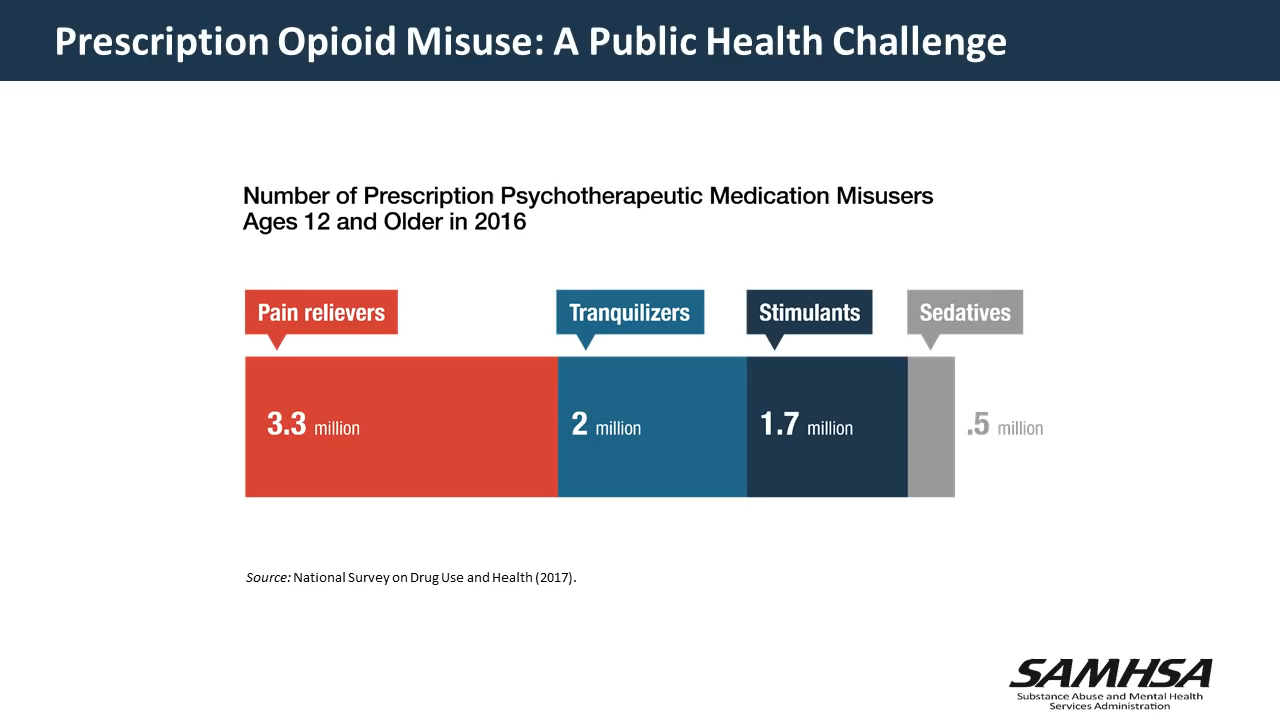 Prescription Opioid Misuse: A Public Health Challenge
Number of Prescription Psychotherapeutic Medication Misusers
Ages 12 and Older in 2016
Pain relievers
Tranquilizers
Stimulants
Sedatives
3.3 million
2 million
1.7 million
.5 million
Source: National Survey on Drug Use and Health (2017).
SAMHSA
Substance Abuse and Mental Health
Services Administration